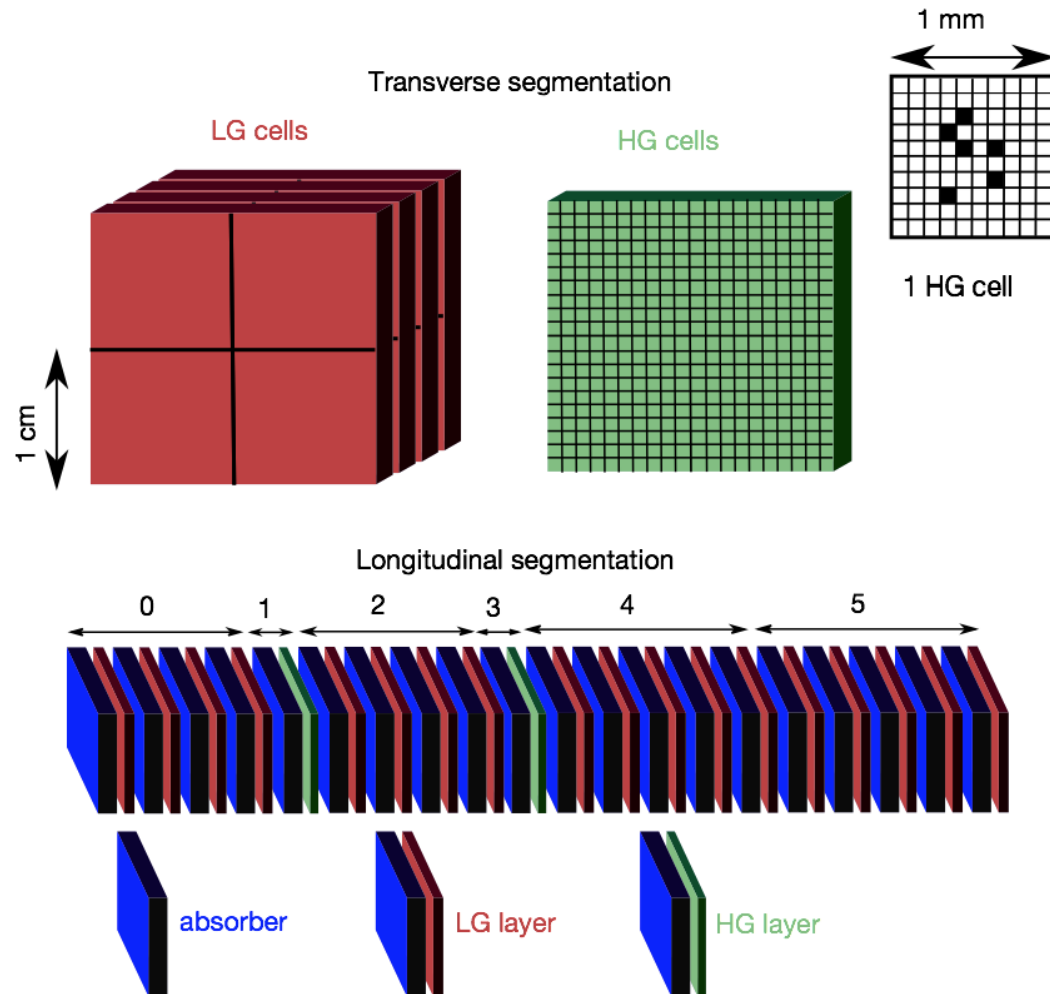 1 mm
Transverse segmentation
LG cells
HG cells
1 HG cell
1 cm
Longitudinal segmentation
0 1 2 3 4 5
absorber
LG layer
HG layer